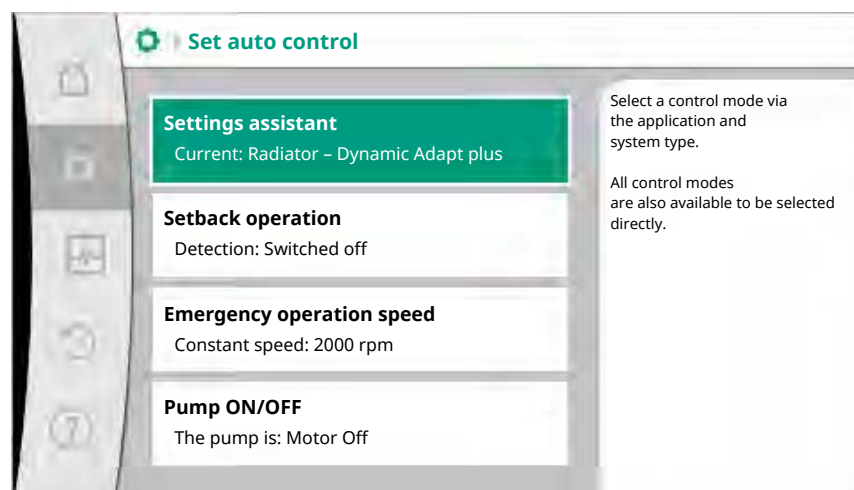 Set auto control
Settings assistant
Current: Radiator – Dynamic Adapt plus
Setback operation
Detection: Switched off
Emergency operation speed
Constant speed: 2000 rpm
Pump ON/OFF
The pump is: Motor Off
Select a control mode via
the application and
system type.
All control modes
are also available to be selected
directly.